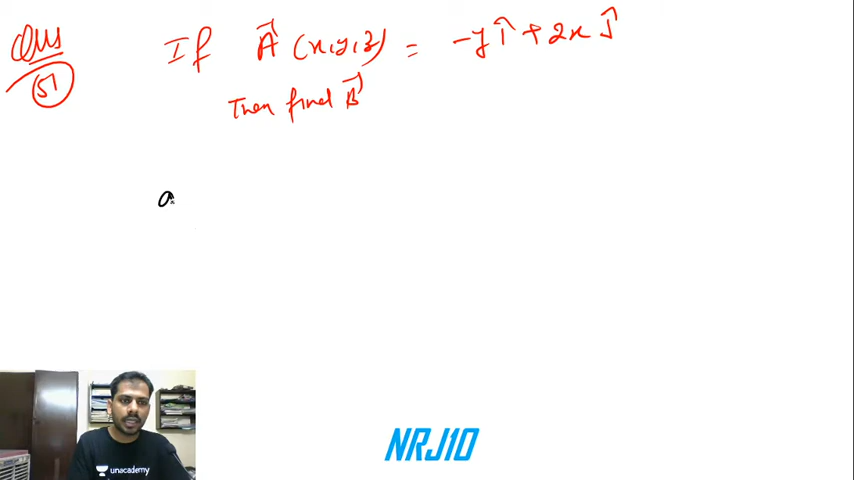 Ques If A⃗ (x,y,z) = -y î + 2x ĵ
51 Then find B⃗
a
unacademy
NRJ10